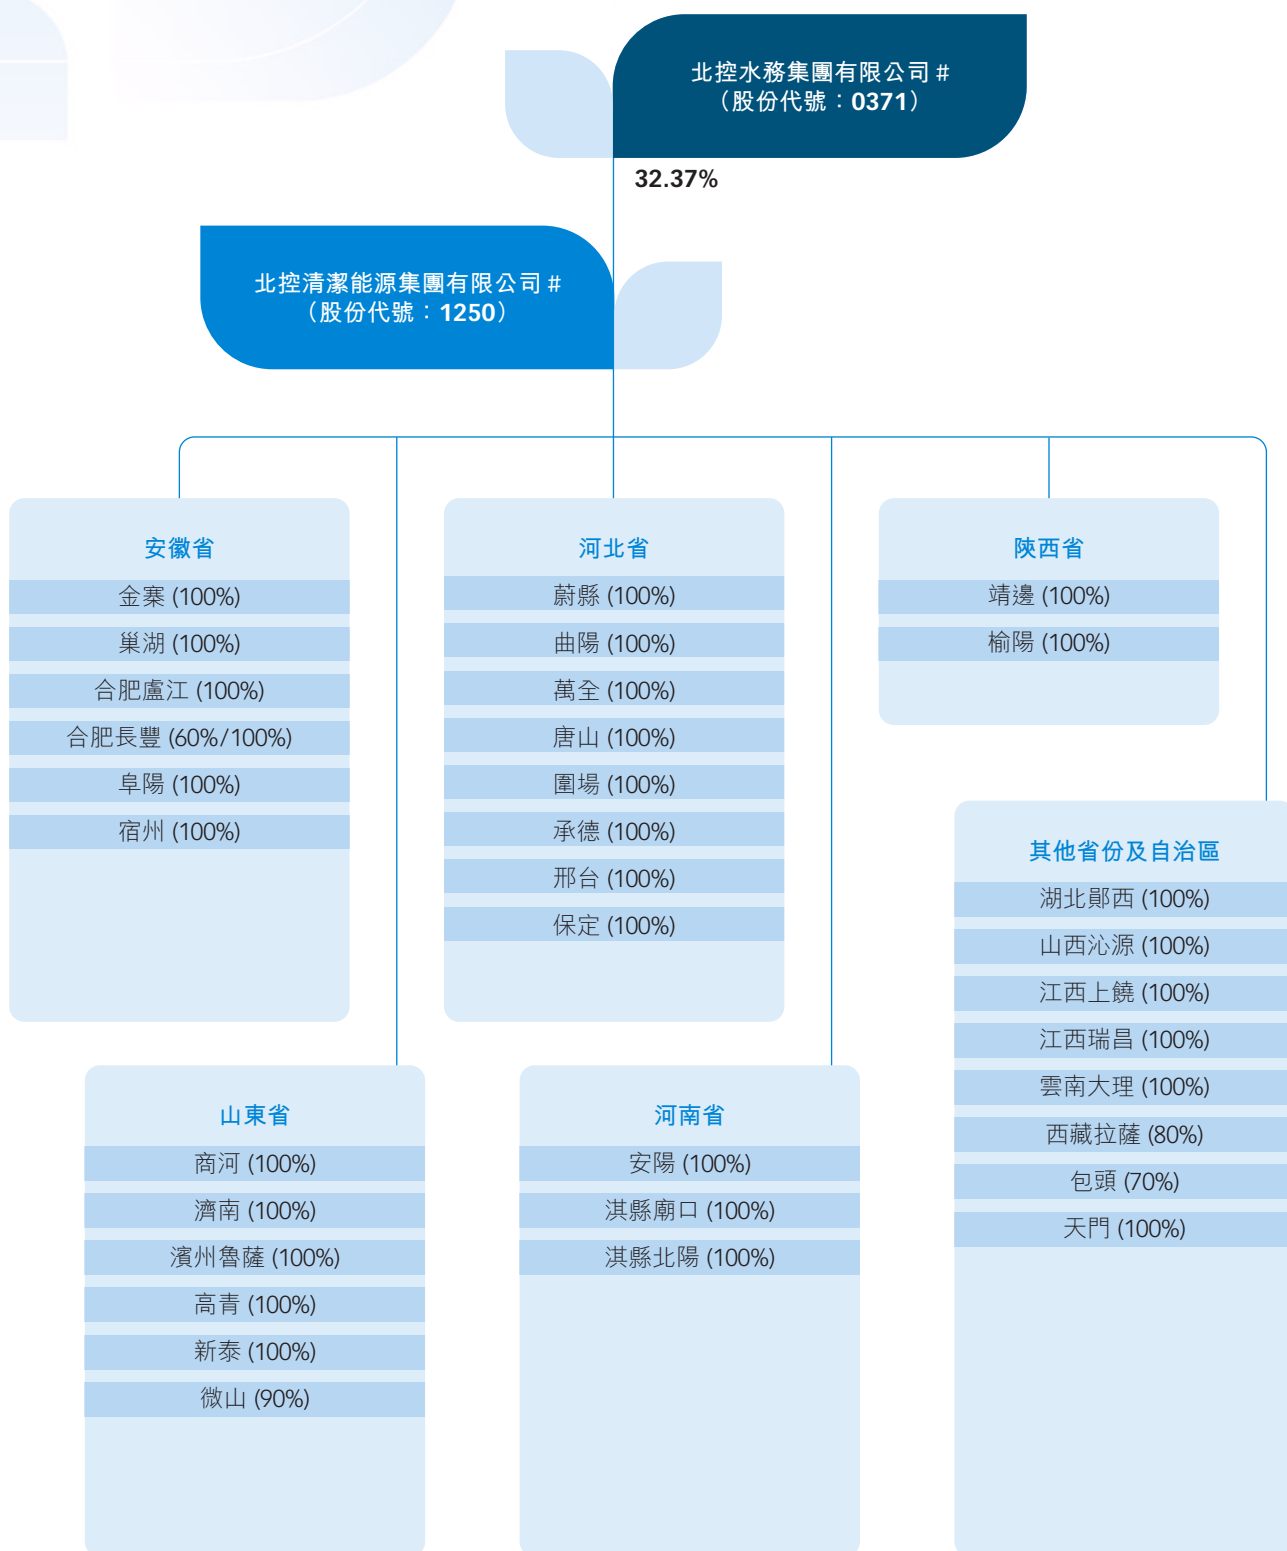 北控水務集團有限公司#
（股份代號：0371）
32.37%
北控清潔能源集團有限公司#
（股份代號：1250）
安徽省
金寨 (100%)
巢湖 (100%)
合肥盧江 (100%)
合肥長豐 (60%/100%)
阜陽 (100%)
宿州 (100%)
河北省
蔚縣 (100%)
曲陽 (100%)
萬全 (100%)
唐山 (100%)
圍場 (100%)
承德 (100%)
邢台 (100%)
保定 (100%)
陝西省
靖邊 (100%)
榆陽 (100%)
其他省份及自治區
湖北鄖西 (100%)
山西沁源 (100%)
江西上饒 (100%)
江西瑞昌 (100%)
雲南大理 (100%)
西藏拉薩 (80%)
包頭 (70%)
天門 (100%)
山東省
商河 (100%)
濟南 (100%)
濱州魯薩 (100%)
高青 (100%)
新泰 (100%)
微山 (90%)
河南省
安陽 (100%)
淇縣廟口 (100%)
淇縣北陽 (100%)